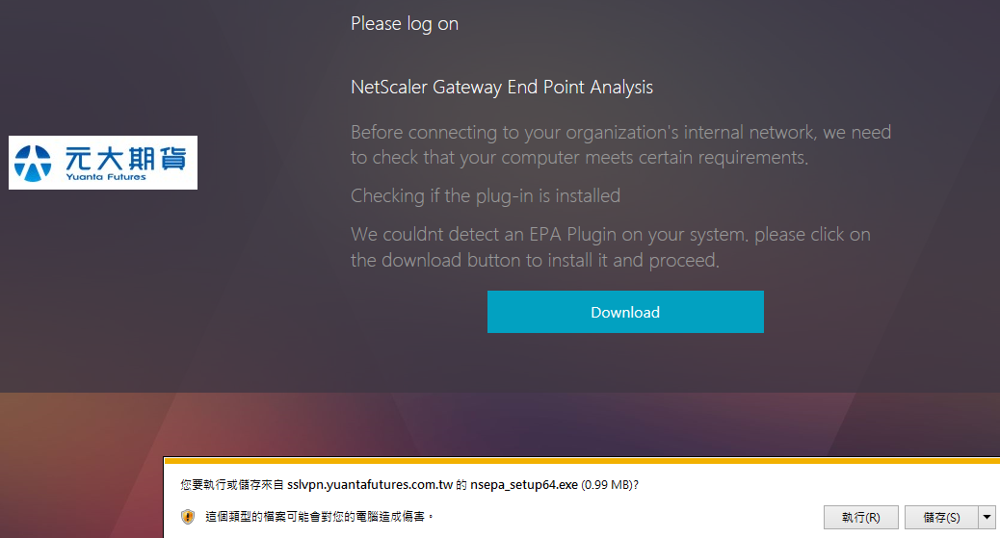 Please log on
NetScaler Gateway End Point Analysis
Before connecting to your organization's internal network, we need
to check that your computer meets certain requirements.
元大期貨
Yuanta Futures
Checking if the plug-in is installed
We couldnt detect an EPA Plugin on your system. please click on
the download button to install it and proceed.
Download
您要執行或儲存來自 sslvpn.yuantafutures.com.tw 的 nsepa_setup64.exe (0.99 MB)?
這個類型的檔案可能會對您的電腦造成傷害。
執行(R)
儲存(S)